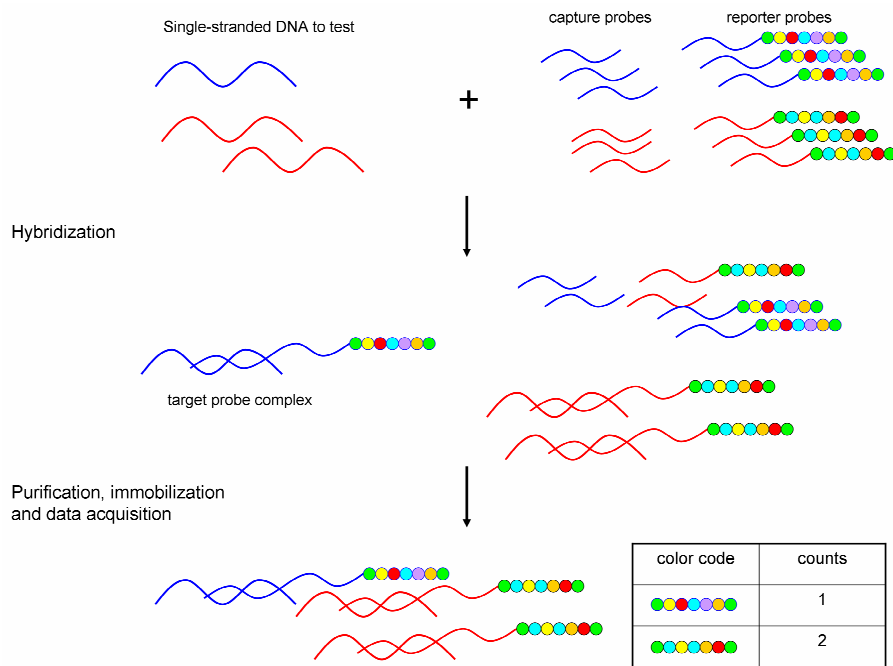 Single-stranded DNA to test
capture probes
reporter probes
+
Hybridization
target probe complex
Purification, immobilization
and data acquisition
color code
counts
1
2